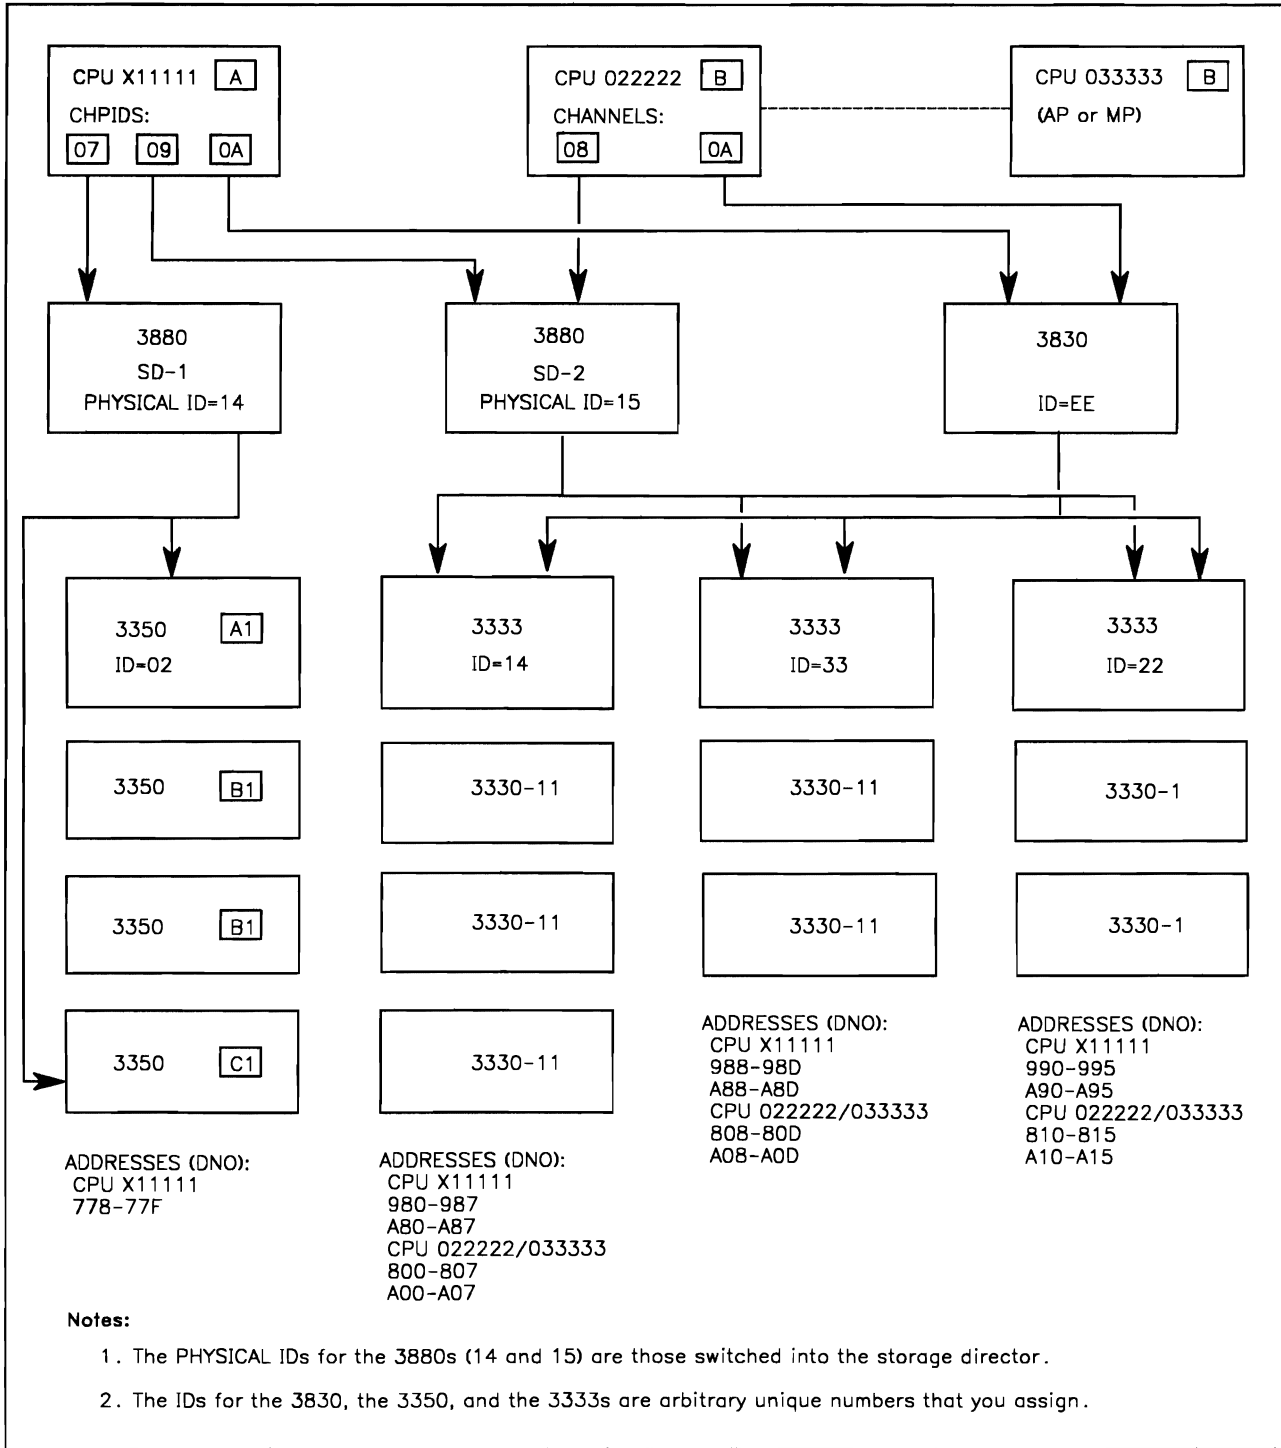 CPU X11111 A
CHPIDS:
07 09 0A
CPU 022222 B
CHANNELS:
08 0A
CPU 033333 B
(AP or MP)
3880
SD-1
PHYSICAL ID=14
3880
SD-2
PHYSICAL ID=15
3830
ID=EE
3350 A1
ID=02
3333
ID=14
3333
ID=33
3333
ID=22
3350 B1
3330-11
3330-11
3330-1
3350 B1
3330-11
3330-11
3330-1
3350 C1
3330-11
ADDRESSES (DNO):
CPU X11111
778-77F
ADDRESSES (DNO):
CPU X11111
980-987
A80-A87
CPU 022222/033333
800-807
A00-A07
ADDRESSES (DNO):
CPU X11111
988-98D
A88-A8D
CPU 022222/033333
808-80D
A08-A0D
ADDRESSES (DNO):
CPU X11111
990-995
A90-A95
CPU 022222/033333
810-815
A10-A15
Notes:
1. The PHYSICAL IDs for the 3880s (14 and 15) are those switched into the storage director.
2. The IDs for the 3830, the 3350, and the 3333s are arbitrary unique numbers that you assign.